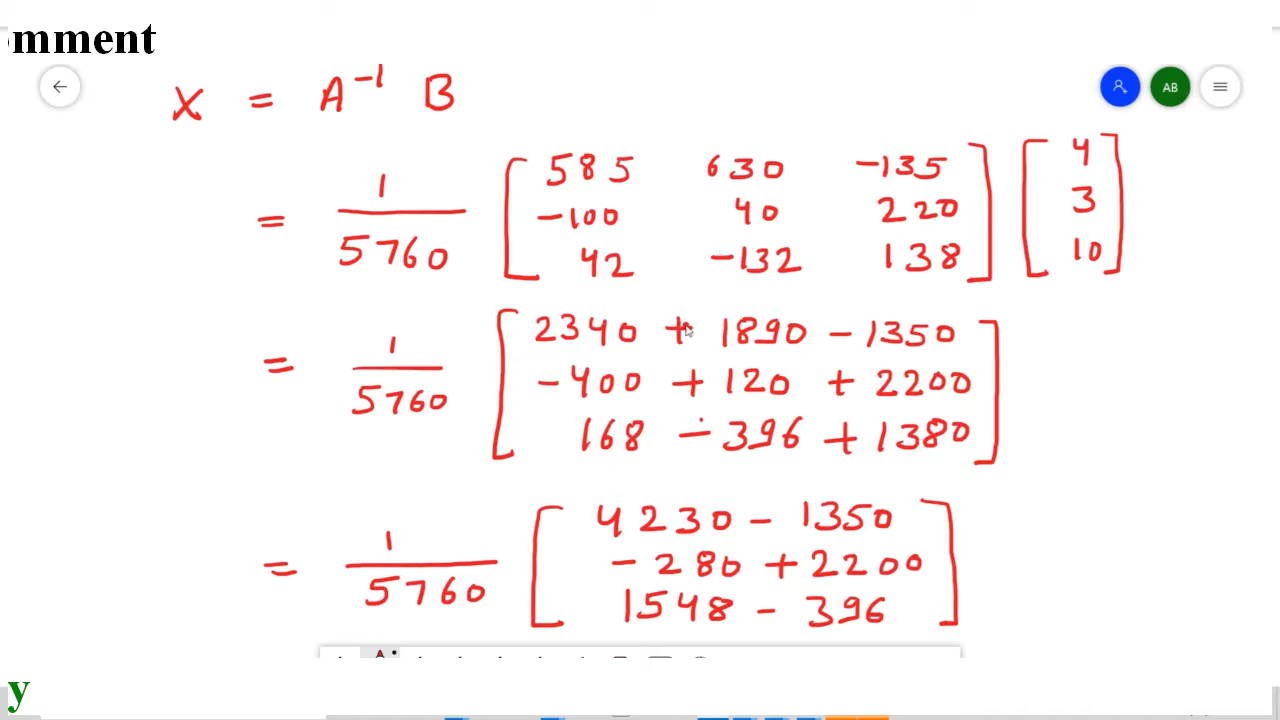 omment
AB
X = A⁻¹ B
= 1/5760 [585 630 -135] [4]
[-100 40 220] [3]
[42 -132 138] [10]
= 1/5760 [2340 + 1890 - 1350]
[-400 + 120 + 2200]
[168 - 396 + 1380]
= 1/5760 [4230 - 1350]
[-280 + 2200]
[1548 - 396]
y